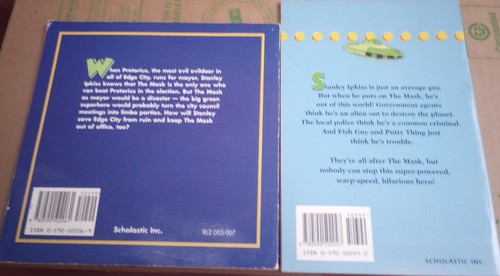 When Pretorius, the most evil evildoer in
all of Edge City, runs for mayor, Stanley
Ipkiss knows that The Mask is the only one who
can beat Pretorius in the election. But The Mask
as mayor would be a disaster — the big green
superhero would probably turn the city council
meetings into limbo parties. How will Stanley
save Edge City from ruin and keep The Mask
out of office, too?
Scholastic Inc.
RL2 003-007
Stanley Ipkiss is just an average guy.
But when he puts on The Mask, he's
out of this world! Government agents
think he's an alien out to destroy the planet.
The local police think he's a common criminal.
And Fish Guy and Putty Thing just
think he's trouble.
They're all after The Mask, but
nobody can stop this super-powered,
warp-speed, hilarious hero!
SCHOLASTIC INC.